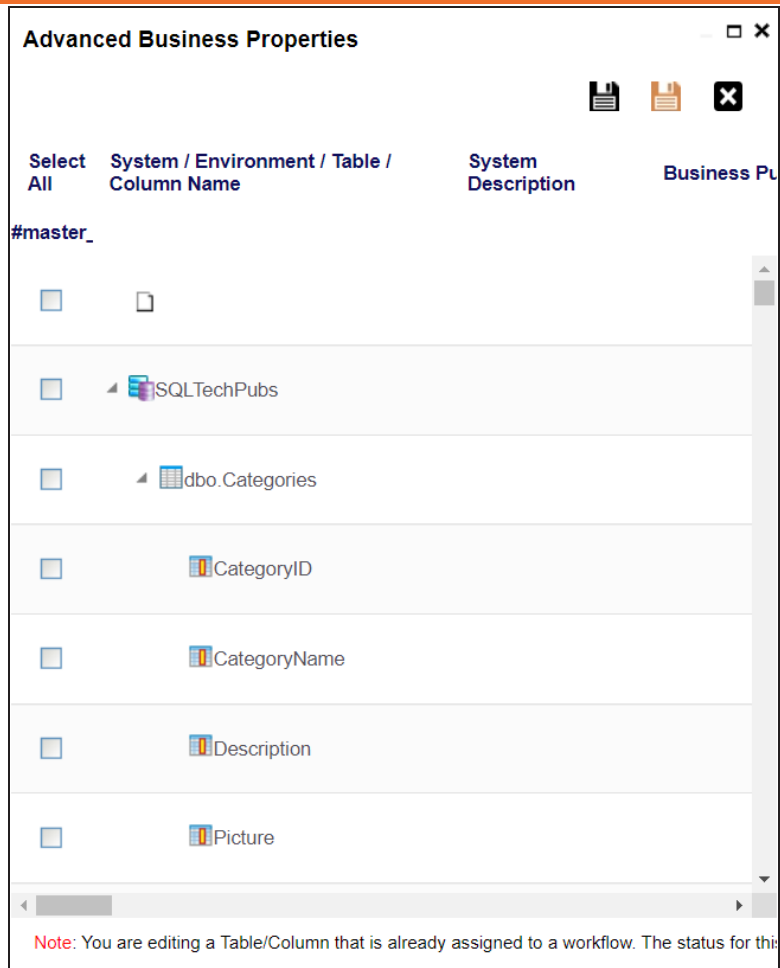 Advanced Business Properties
Select All
System / Environment / Table / Column Name
System Description
Business Pu
#master_
SQLTechPubs
dbo.Categories
CategoryID
CategoryName
Description
Picture
Note: You are editing a Table/Column that is already assigned to a workflow. The status for this